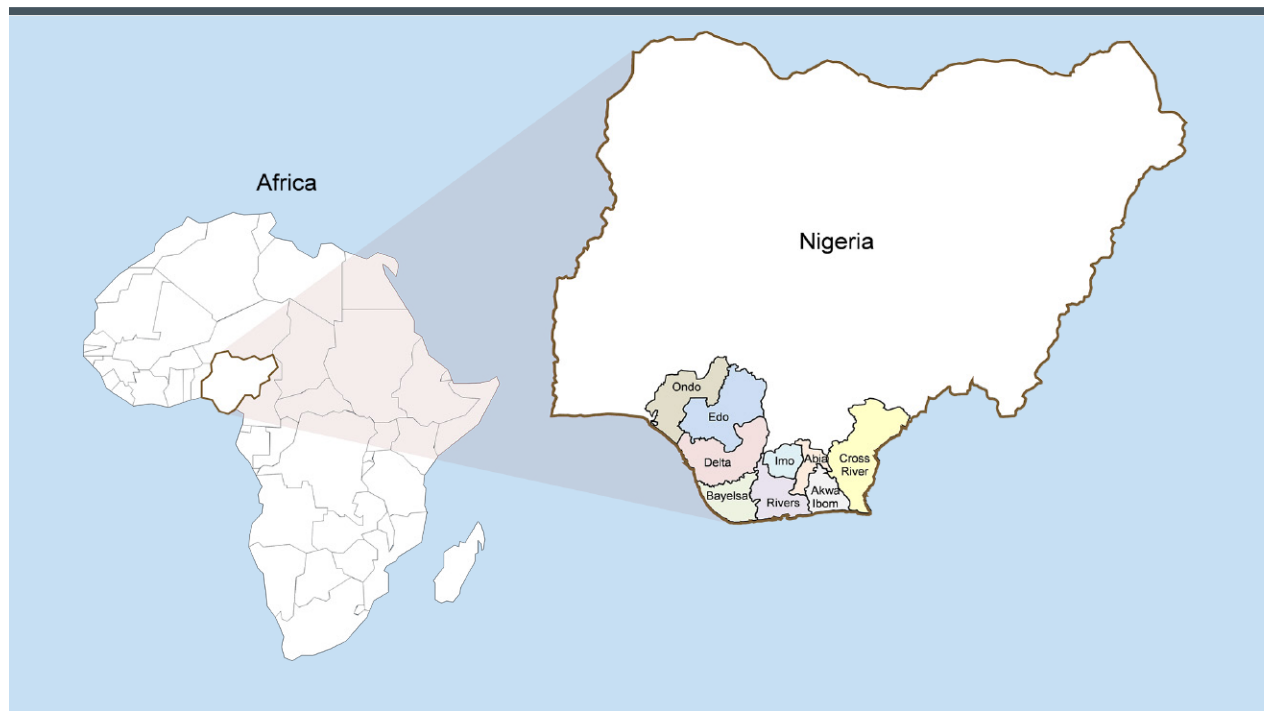 Africa
Nigeria
Ondo
Edo
Delta
Imo
Abia
Cross
River
Bayelsa
Rivers
Akwa
Ibom